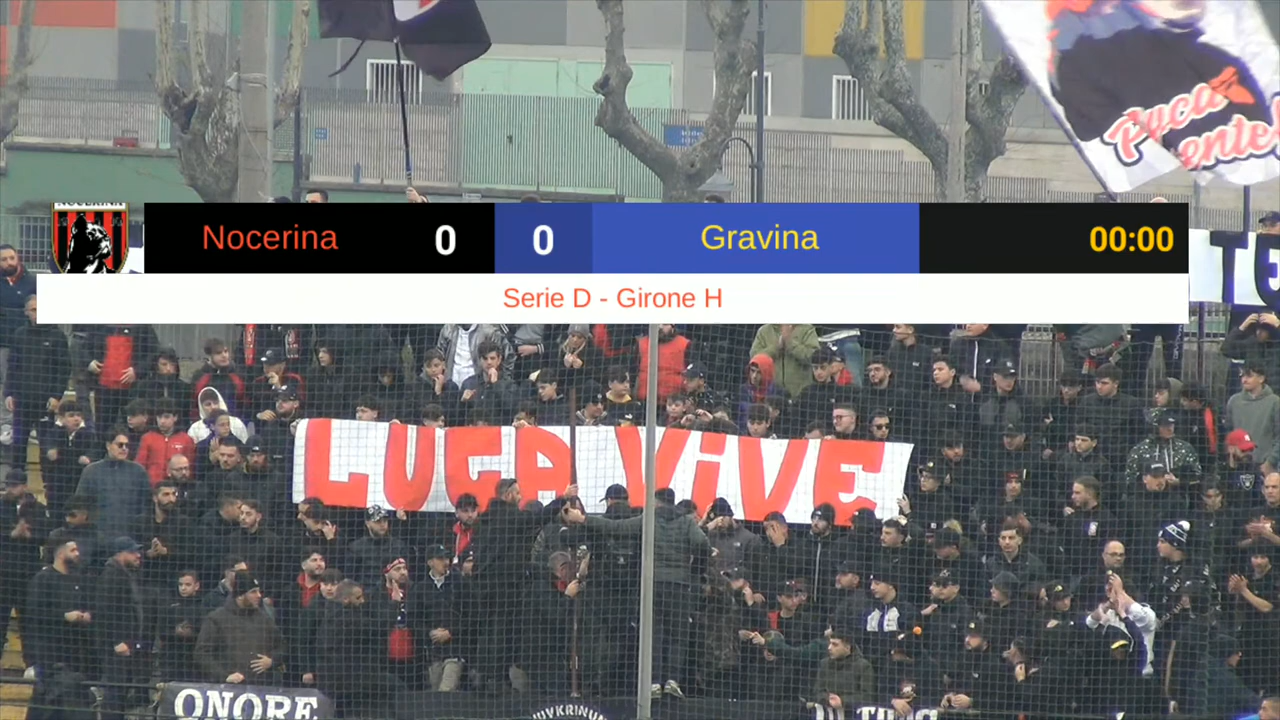 NOCERINA
Nocerina 0 0 Gravina 00:00
Serie D - Girone H
LUCA VIVE
ONORE